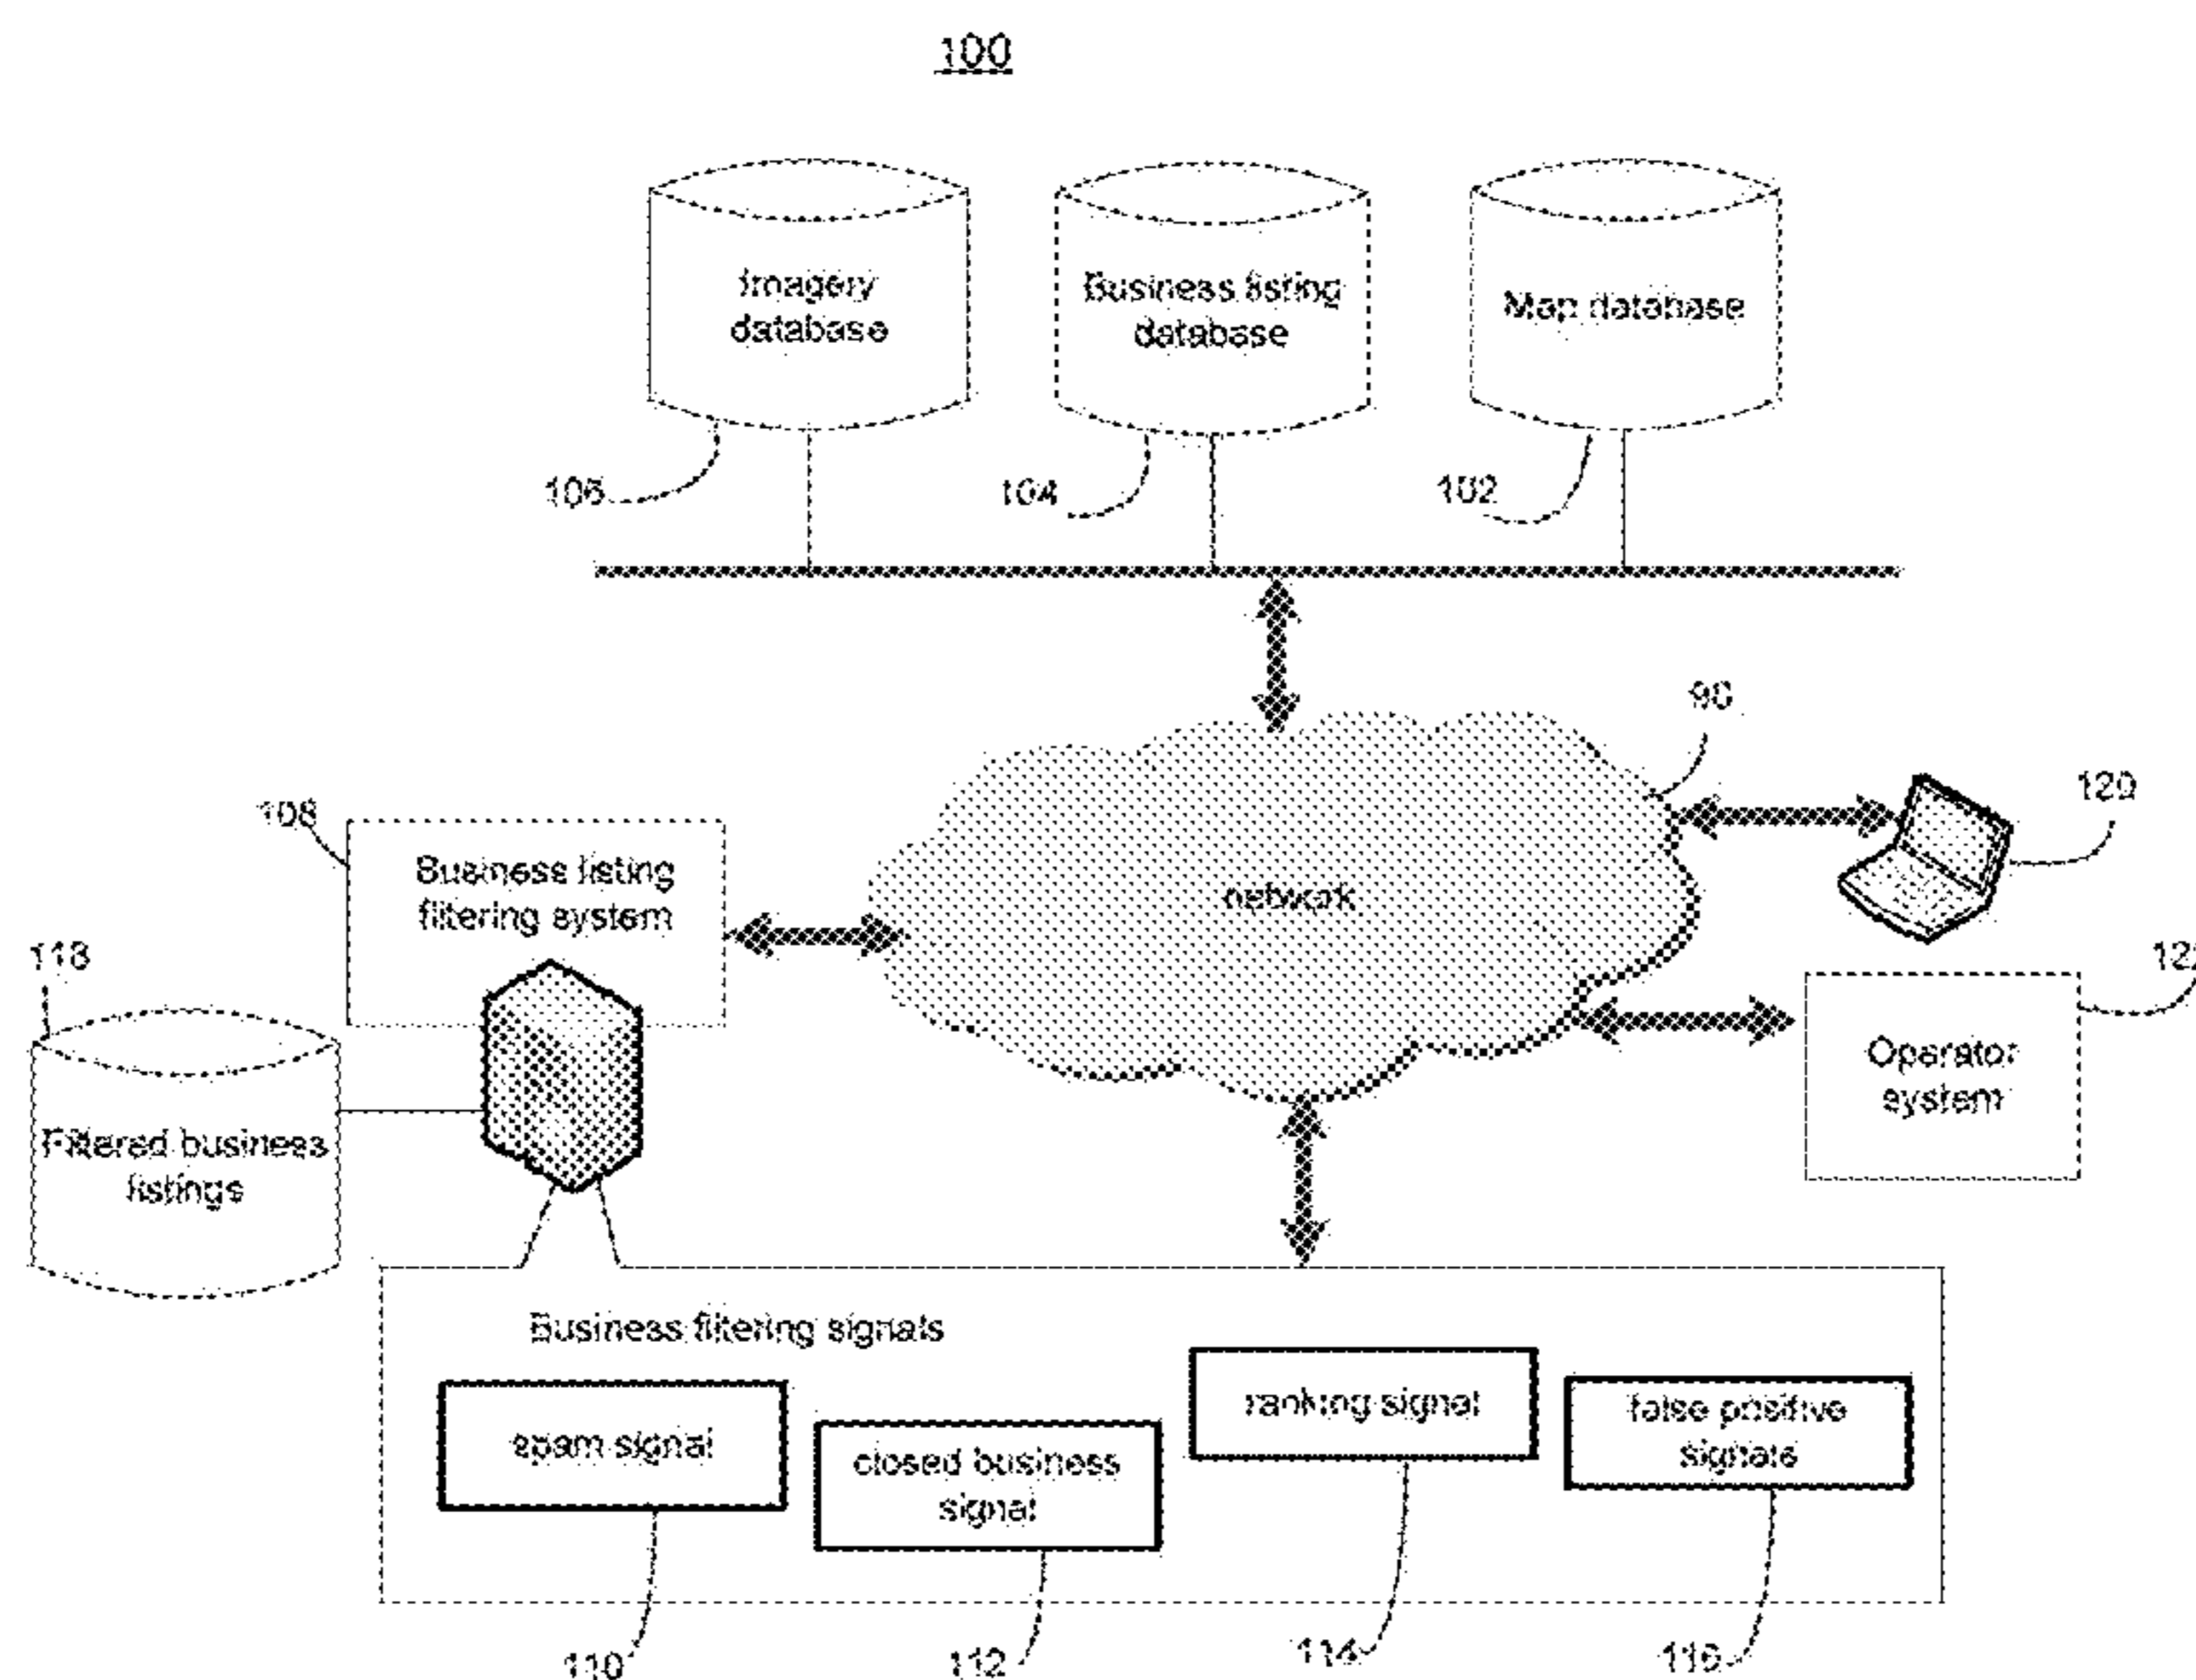 100
Imagery
database
Business listing
database
Map database
106
104
102
120
108
Business listing
filtering system
network
118
Operator
system
Filtered business
listings
Business filtering signals
ranking signal
false positive
signals
spam signal
closed business
signal
110
112
114
116